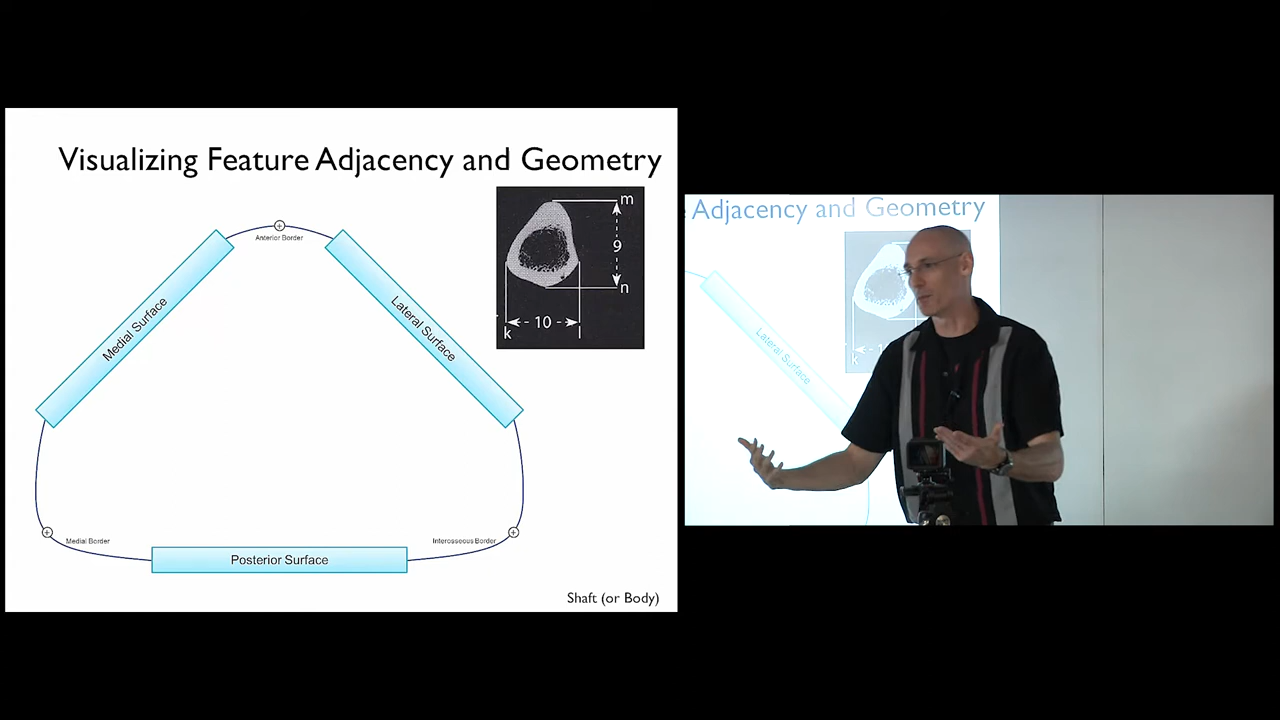 Visualizing Feature Adjacency and Geometry
m
9
n
10
k
l
Anterior Border
Medial Surface
Lateral Surface
Medial Border
Interosseous Border
Posterior Surface
Shaft (or Body)
Adjacency and Geometry
Lateral Surface
k